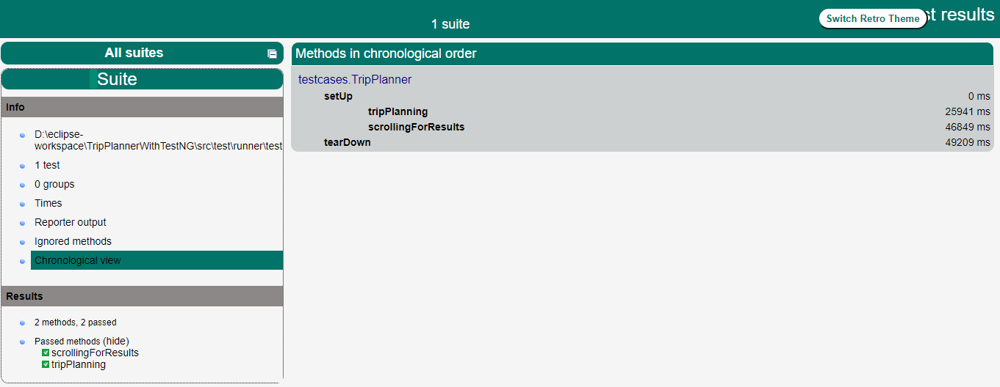 1 suite
Switch Retro Theme
st results
All suites
Suite
Info
D:\eclipse-
workspace\TripPlannerWithTestNG\src\test\runner\test
1 test
0 groups
Times
Reporter output
Ignored methods
Chronological view
Results
2 methods, 2 passed
Passed methods (hide)
scrollingForResults
tripPlanning
Methods in chronological order
testcases.TripPlanner
setUp 0 ms
tripPlanning 25941 ms
scrollingForResults 46849 ms
tearDown 49209 ms